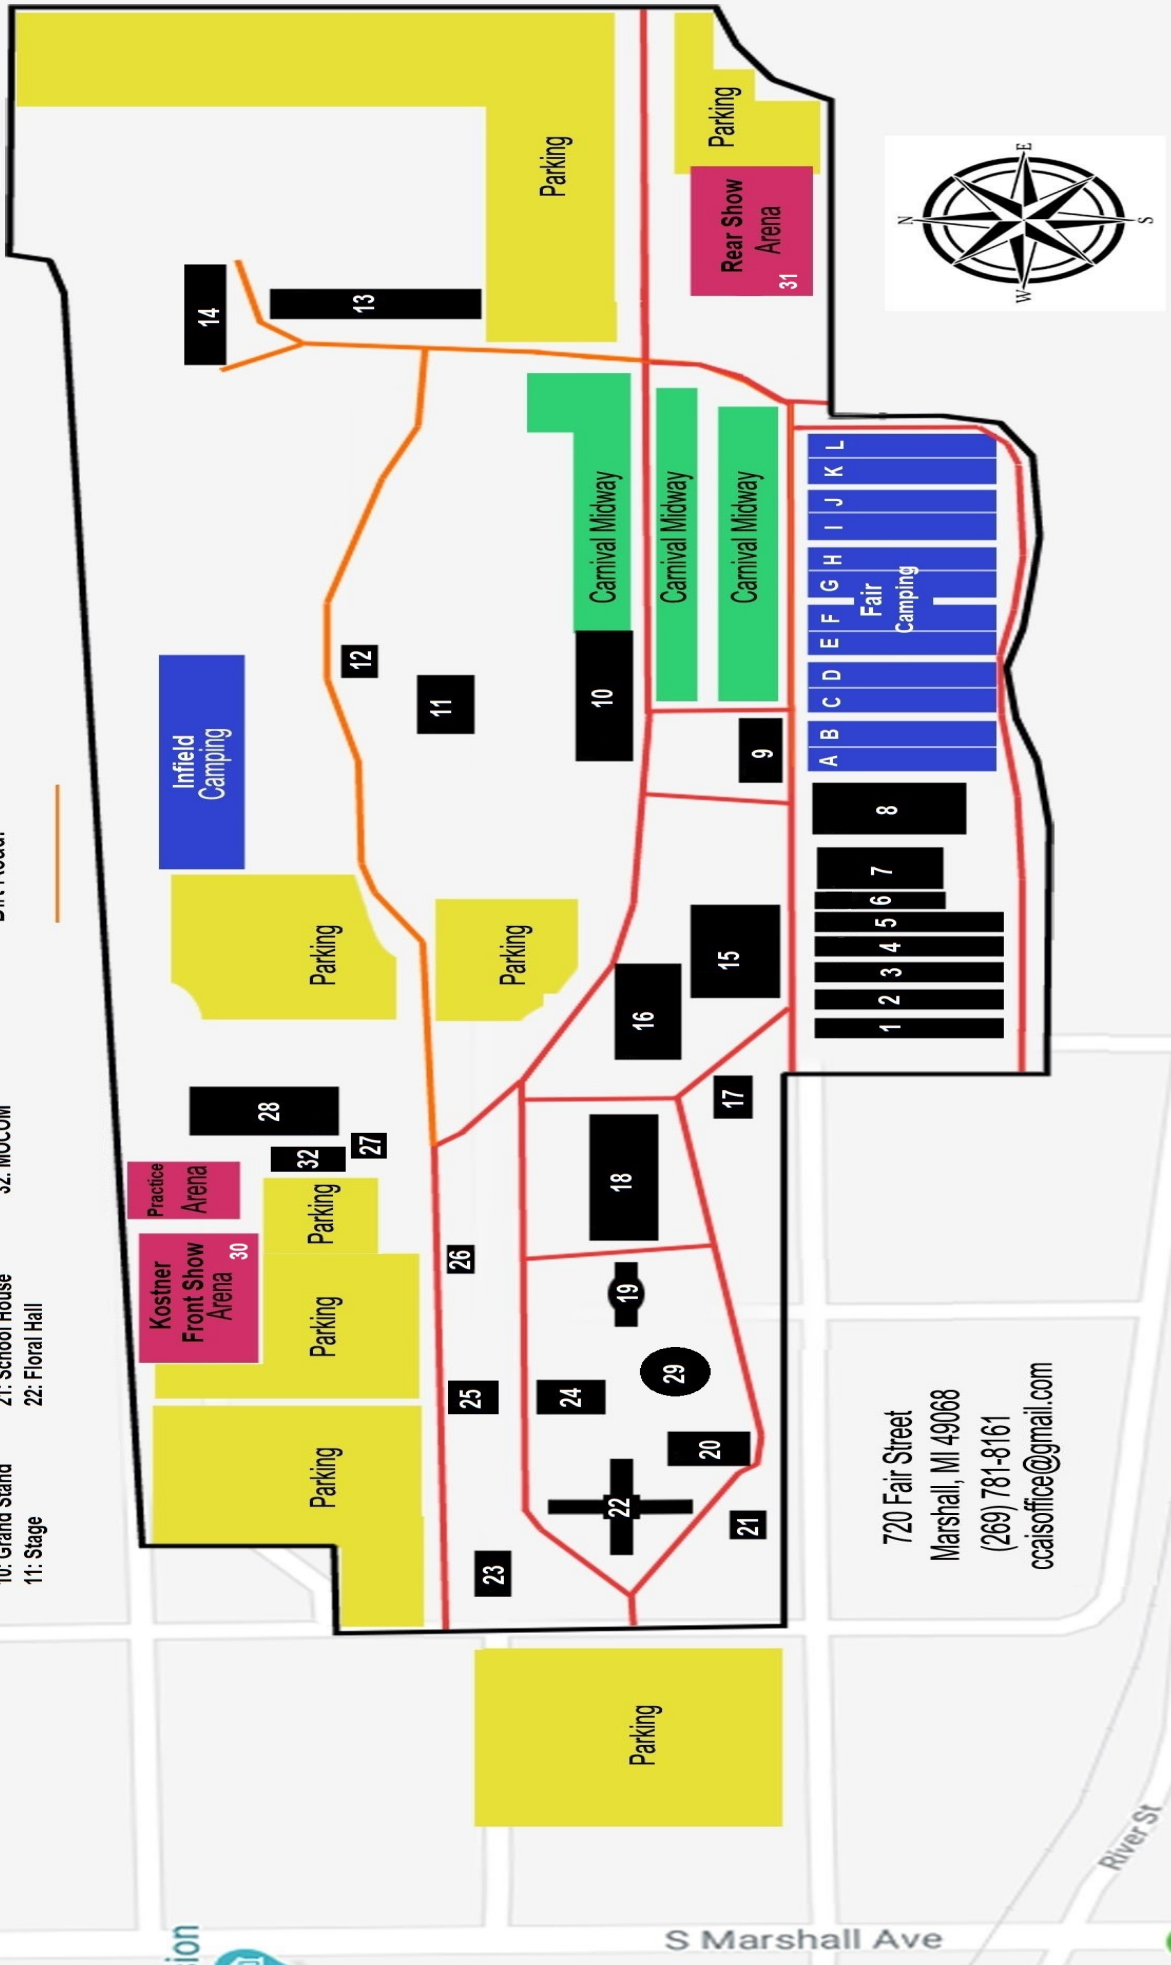 32: MOCOM
21: School House
22: Floral Hall
10: Grand Stand
11: Stage
Parking
Parking
Rear Show
Arena
31
N
E
S
W
14
13
Carnival Midway
Carnival Midway
Carnival Midway
12
11
10
9
Infield
Camping
A B C D E F G H I J K L
Fair
Camping
8
7
6
5
4
3
2
1
Parking
Parking
15
16
17
18
28
27
32
Practice
Arena
Kostner
Front Show
Arena
30
Parking
Parking
Parking
26
25
24
19
29
20
22
21
23
Parking
720 Fair Street
Marshall, MI 49068
(269) 781-8161
ccaisoffice@gmail.com
S Marshall Ave
River St